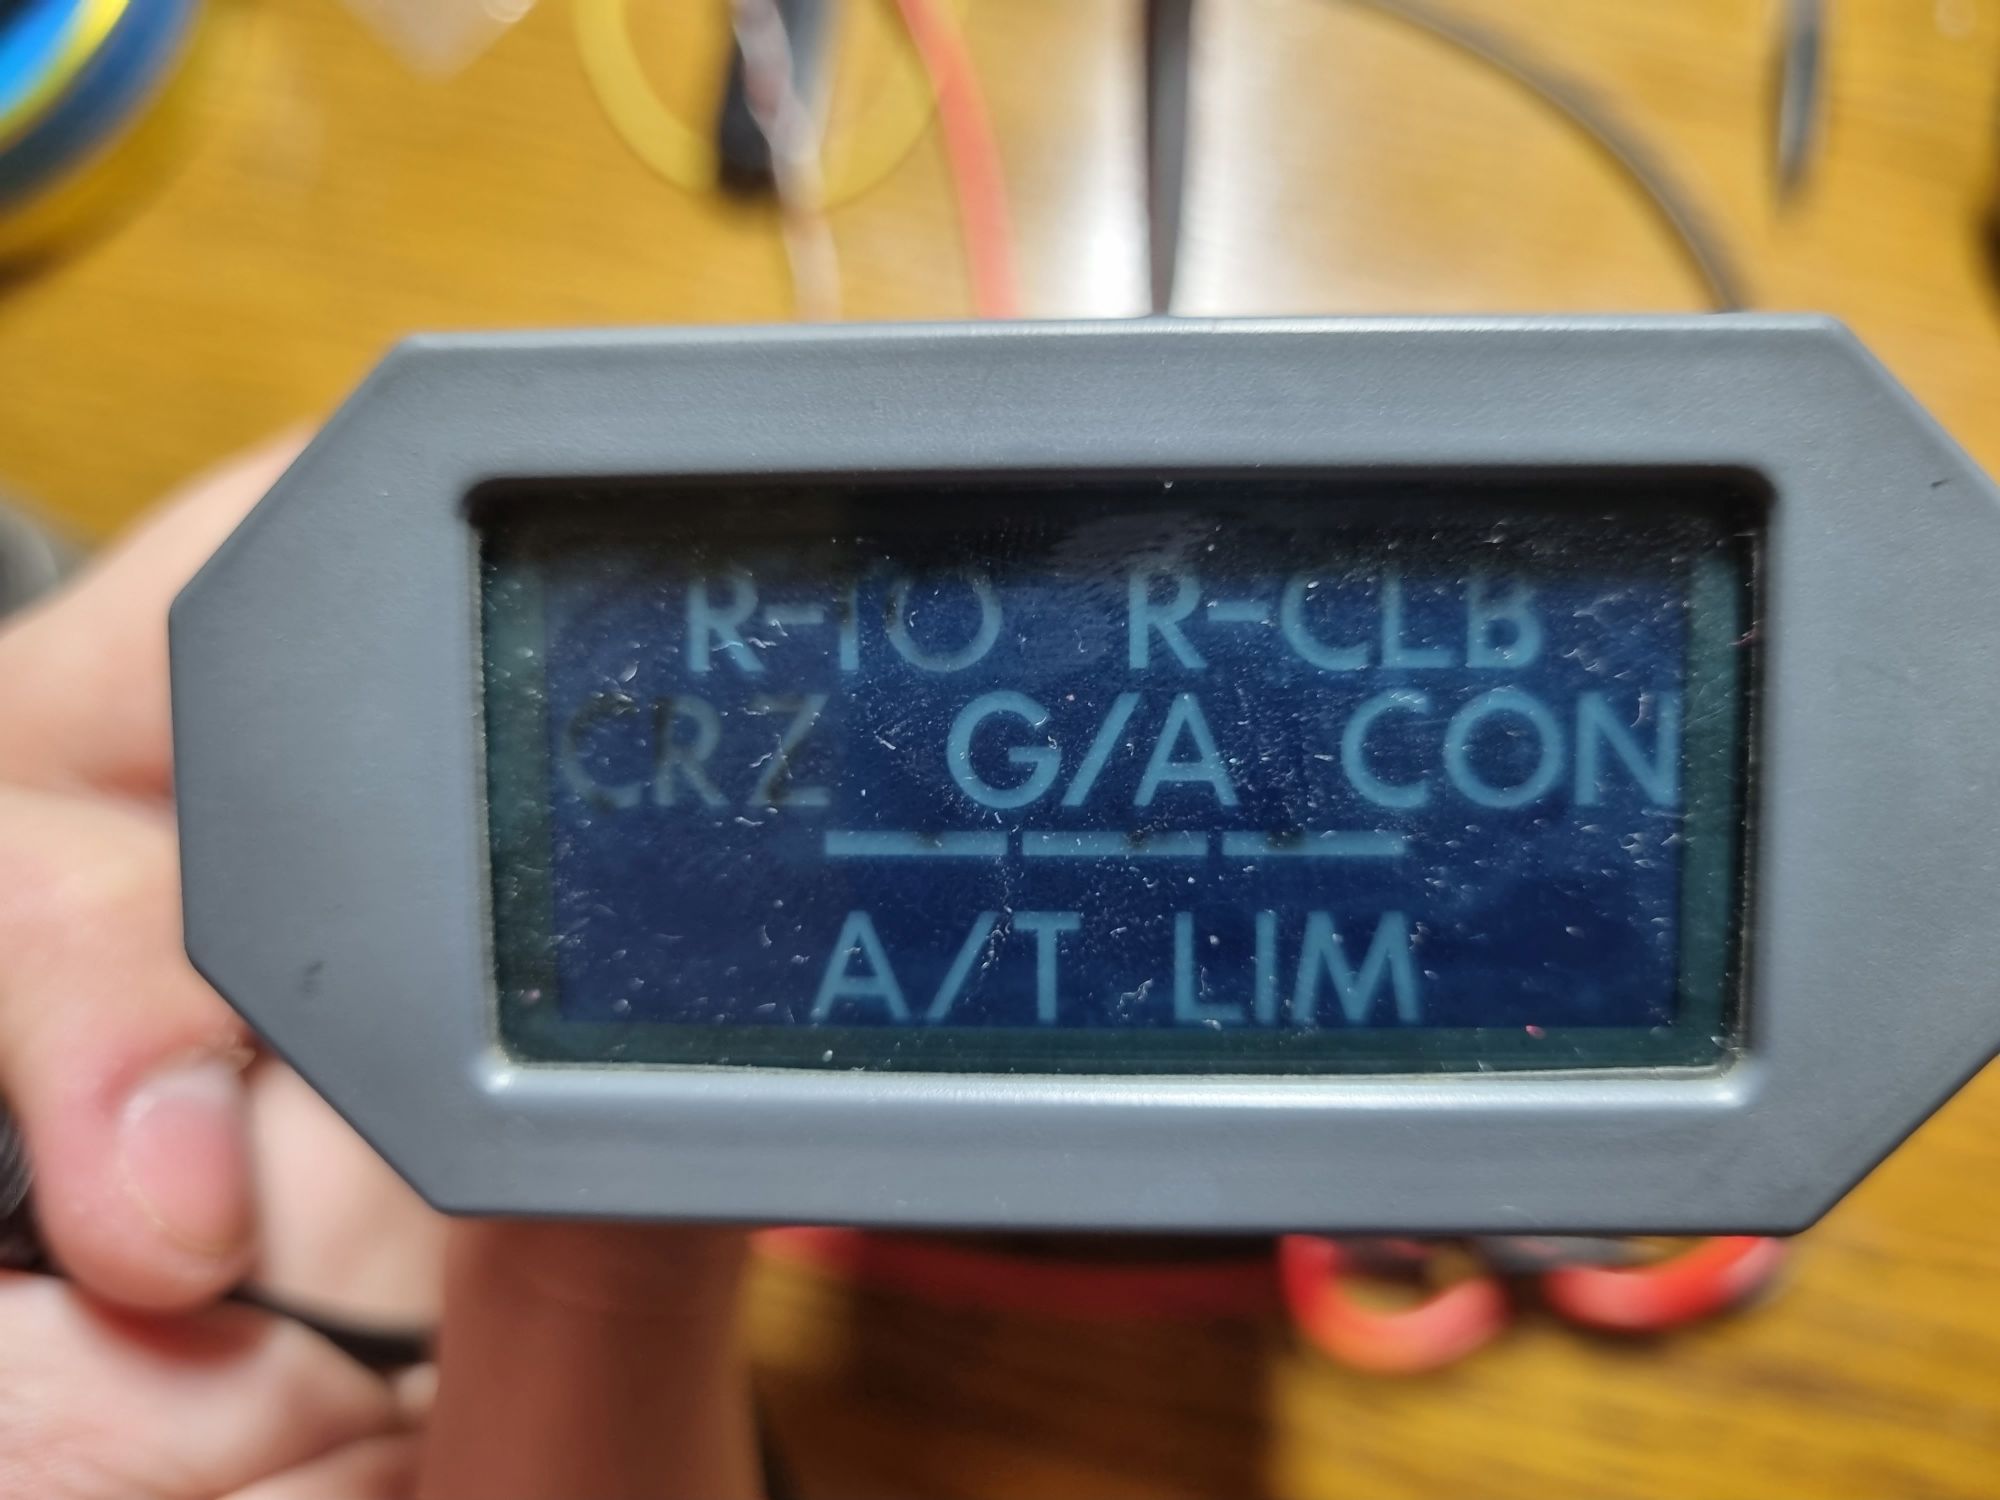 R-TO R-CLB
CRZ G/A CON
A/T LIM